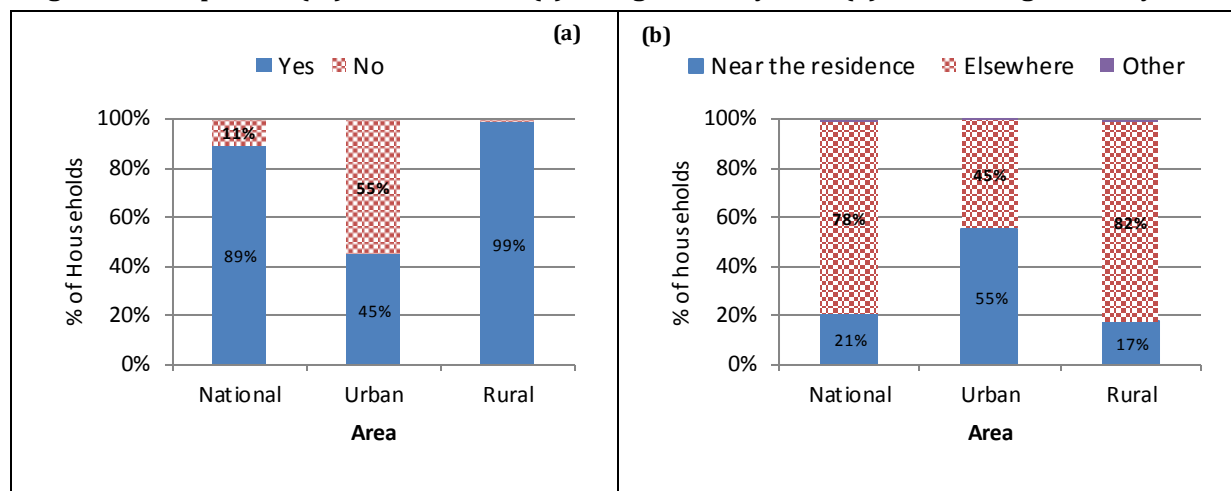 (a)
Yes No
100%
80%
60%
40%
20%
0%
% of Households
11%
89%
55%
45%
99%
National Urban Rural
Area
(b)
Near the residence Elsewhere Other
100%
80%
60%
40%
20%
0%
% of households
78%
21%
45%
55%
82%
17%
National Urban Rural
Area